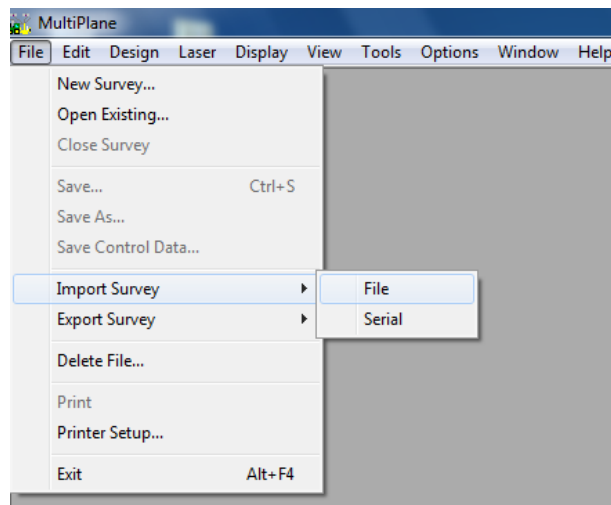 MultiPlane
File Edit Design Laser Display View Tools Options Window Help
New Survey...
Open Existing...
Close Survey
Save... Ctrl+S
Save As...
Save Control Data...
Import Survey File
Export Survey Serial
Delete File...
Print
Printer Setup...
Exit Alt+F4